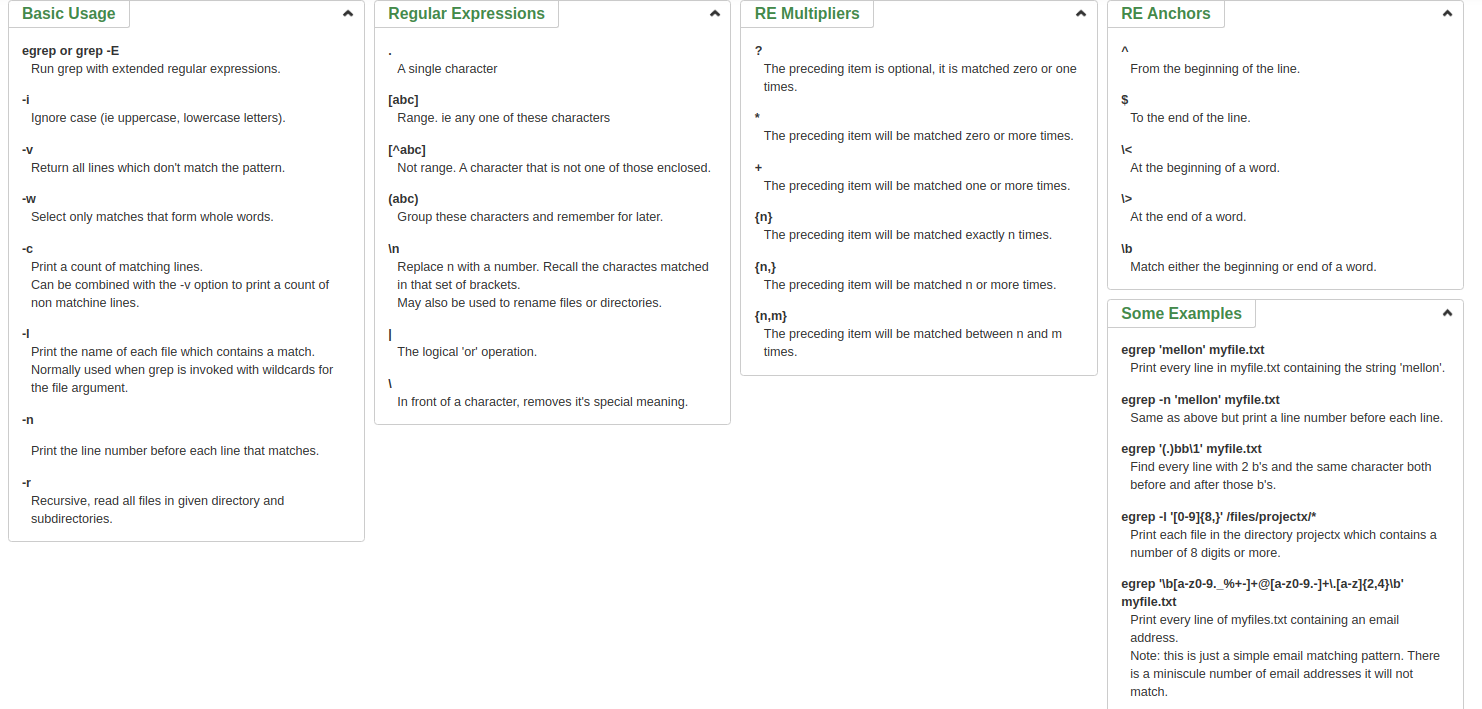 Basic Usage
egrep or grep -E
Run grep with extended regular expressions.
-i
Ignore case (ie uppercase, lowercase letters).
-v
Return all lines which don't match the pattern.
-w
Select only matches that form whole words.
-c
Print a count of matching lines.
Can be combined with the -v option to print a count of
non matchine lines.
-l
Print the name of each file which contains a match.
Normally used when grep is invoked with wildcards for
the file argument.
-n
Print the line number before each line that matches.
-r
Recursive, read all files in given directory and
subdirectories.
Regular Expressions
.
A single character
[abc]
Range. ie any one of these characters
[^abc]
Not range. A character that is not one of those enclosed.
(abc)
Group these characters and remember for later.
\n
Replace n with a number. Recall the charactes matched
in that set of brackets.
May also be used to rename files or directories.
|
The logical 'or' operation.
\
In front of a character, removes it's special meaning.
RE Multipliers
?
The preceding item is optional, it is matched zero or one
times.
*
The preceding item will be matched zero or more times.
+
The preceding item will be matched one or more times.
{n}
The preceding item will be matched exactly n times.
{n,}
The preceding item will be matched n or more times.
{n,m}
The preceding item will be matched between n and m
times.
RE Anchors
^
From the beginning of the line.
$
To the end of the line.
\<
At the beginning of a word.
\>
At the end of a word.
\b
Match either the beginning or end of a word.
Some Examples
egrep 'mellon' myfile.txt
Print every line in myfile.txt containing the string 'mellon'.
egrep -n 'mellon' myfile.txt
Same as above but print a line number before each line.
egrep '(.)bb\1' myfile.txt
Find every line with 2 b's and the same character both
before and after those b's.
egrep -l '[0-9]{8,}' /files/projectx/*
Print each file in the directory projectx which contains a
number of 8 digits or more.
egrep '\b[a-z0-9._%+-]+@[a-z0-9.-]+\.[a-z]{2,4}\b'
myfile.txt
Print every line of myfiles.txt containing an email
address.
Note: this is just a simple email matching pattern. There
is a miniscule number of email addresses it will not
match.